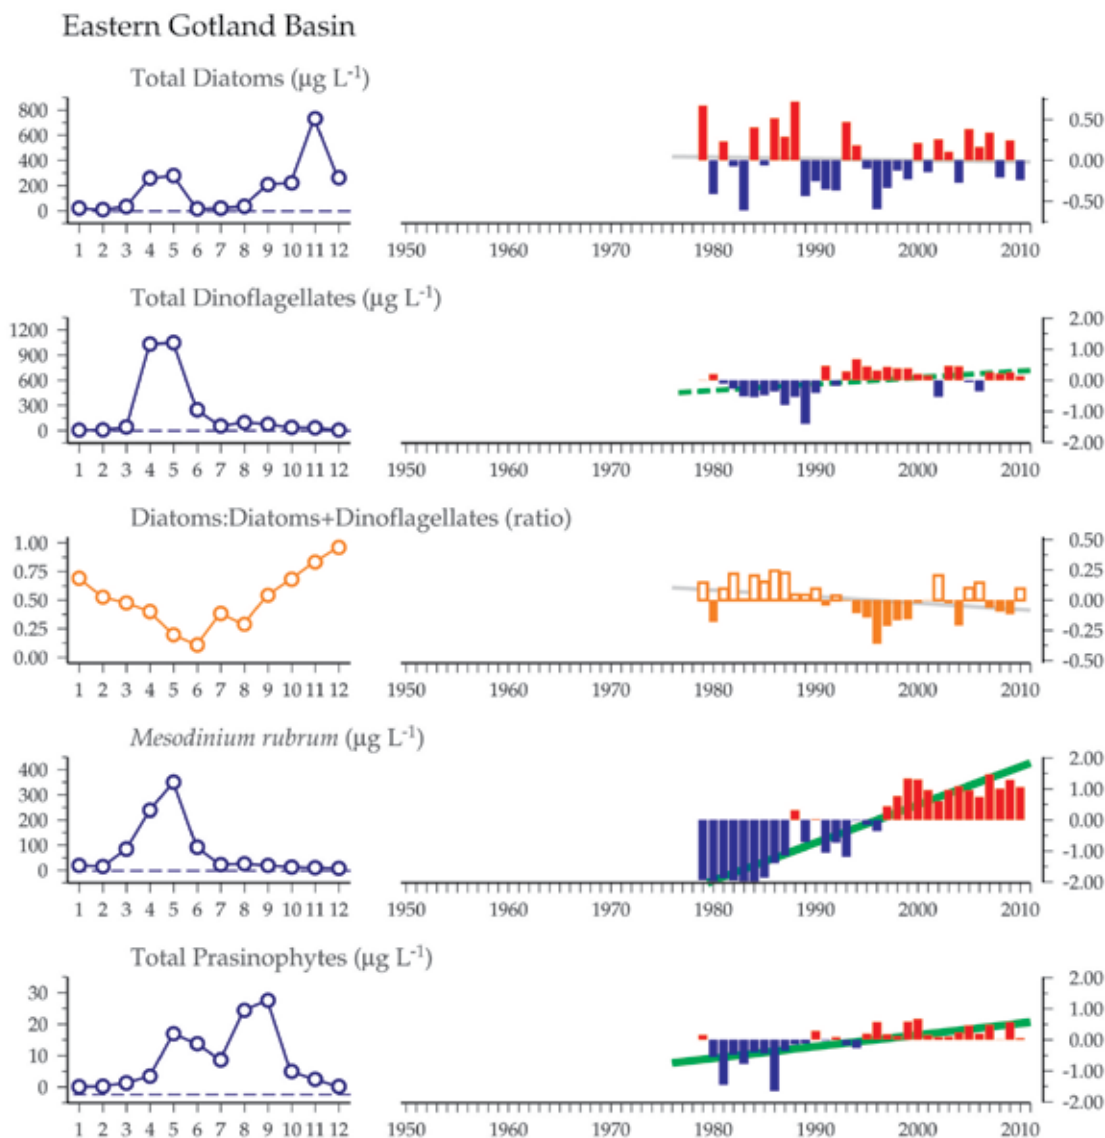 Eastern Gotland Basin
Total Diatoms (µg L⁻¹)
800
600
400
200
0
0.50
0.00
-0.50
1 2 3 4 5 6 7 8 9 10 11 12
1950 1960 1970 1980 1990 2000 2010
Total Dinoflagellates (µg L⁻¹)
1200
900
600
300
0
2.00
1.00
0.00
-1.00
-2.00
1 2 3 4 5 6 7 8 9 10 11 12
1950 1960 1970 1980 1990 2000 2010
Diatoms:Diatoms+Dinoflagellates (ratio)
1.00
0.75
0.50
0.25
0.00
0.50
0.25
0.00
-0.25
-0.50
1 2 3 4 5 6 7 8 9 10 11 12
1950 1960 1970 1980 1990 2000 2010
Mesodinium rubrum (µg L⁻¹)
400
300
200
100
0
2.00
1.00
0.00
-1.00
-2.00
1 2 3 4 5 6 7 8 9 10 11 12
1950 1960 1970 1980 1990 2000 2010
Total Prasinophytes (µg L⁻¹)
30
20
10
0
2.00
1.00
0.00
-1.00
-2.00
1 2 3 4 5 6 7 8 9 10 11 12
1950 1960 1970 1980 1990 2000 2010